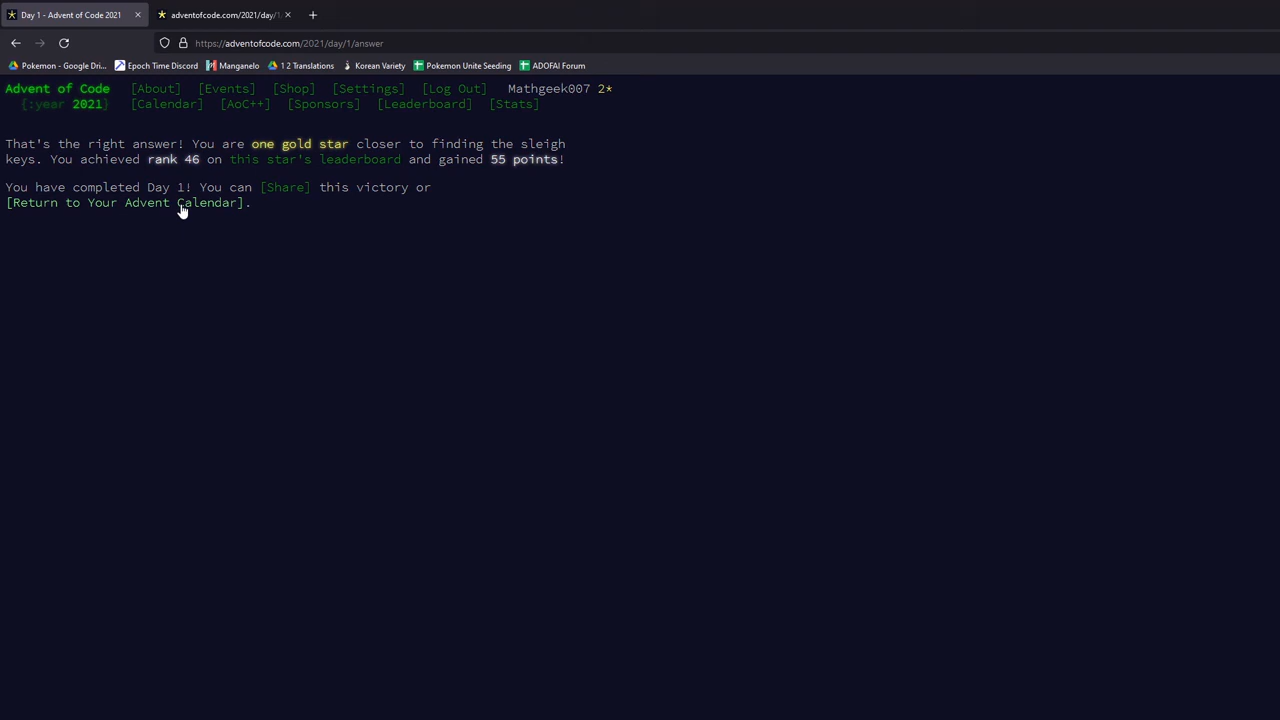 Day 1 - Advent of Code 2021
adventofcode.com/2021/day/1
https://adventofcode.com/2021/day/1/answer
Pokemon - Google Dri... Epoch Time Discord Manganelo 1 2 Translations Korean Variety Pokemon Unite Seeding ADOFAI Forum
Advent of Code [About] [Events] [Shop] [Settings] [Log Out] Mathgeek007 2*
{:year 2021} [Calendar] [AoC++] [Sponsors] [Leaderboard] [Stats]
That's the right answer! You are one gold star closer to finding the sleigh
keys. You achieved rank 46 on this star's leaderboard and gained 55 points!
You have completed Day 1! You can [Share] this victory or
[Return to Your Advent Calendar].